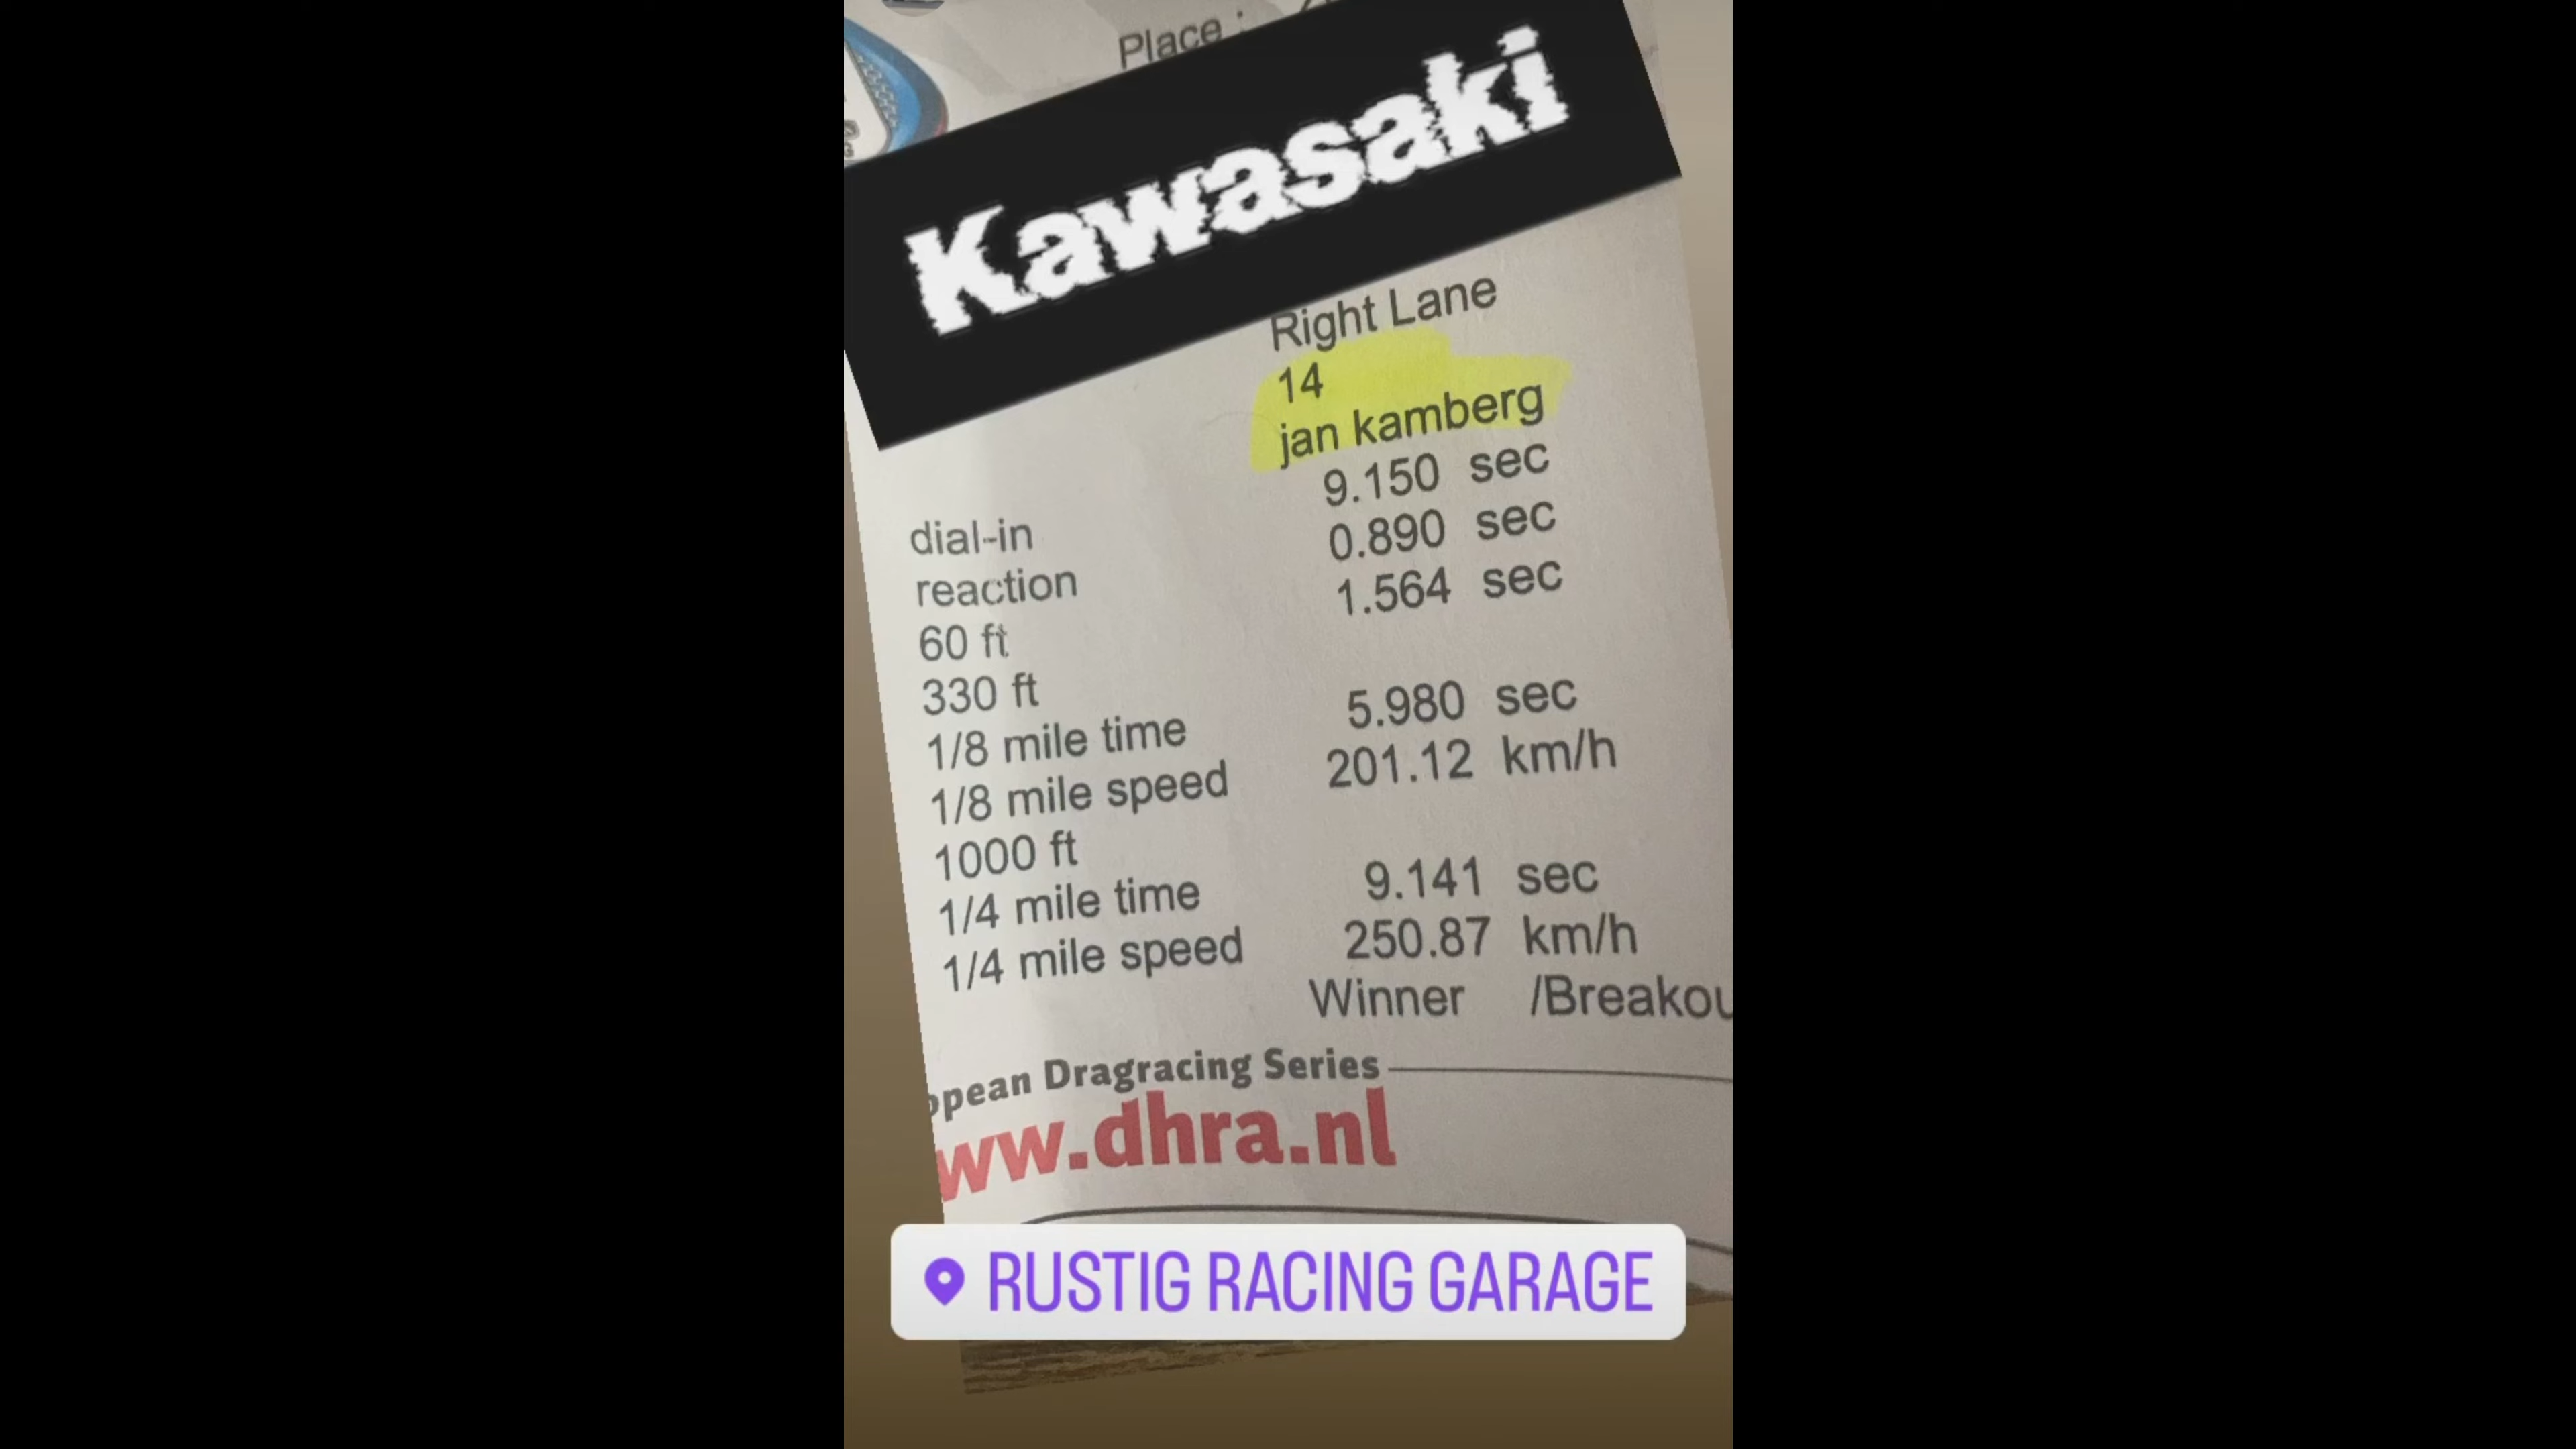 Place :
Kawasaki
Right Lane
14
jan kamberg
dial-in 9.150 sec
reaction 0.890 sec
60 ft 1.564 sec
330 ft
1/8 mile time 5.980 sec
1/8 mile speed 201.12 km/h
1000 ft
1/4 mile time 9.141 sec
1/4 mile speed 250.87 km/h
Winner /Breakou
opean Dragracing Series
ww.dhra.nl
RUSTIG RACING GARAGE